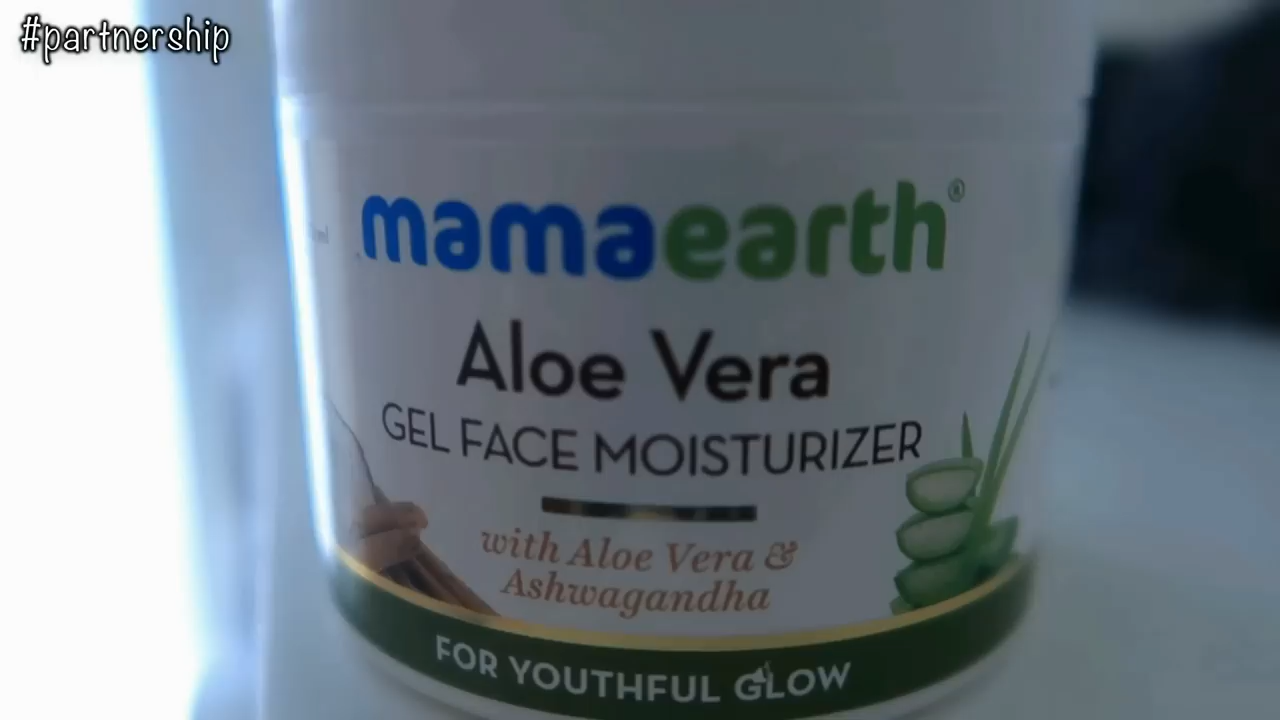 #partnership
mamaearth®
Aloe Vera
GEL FACE MOISTURIZER
with Aloe Vera &
Ashwagandha
FOR YOUTHFUL GLOW